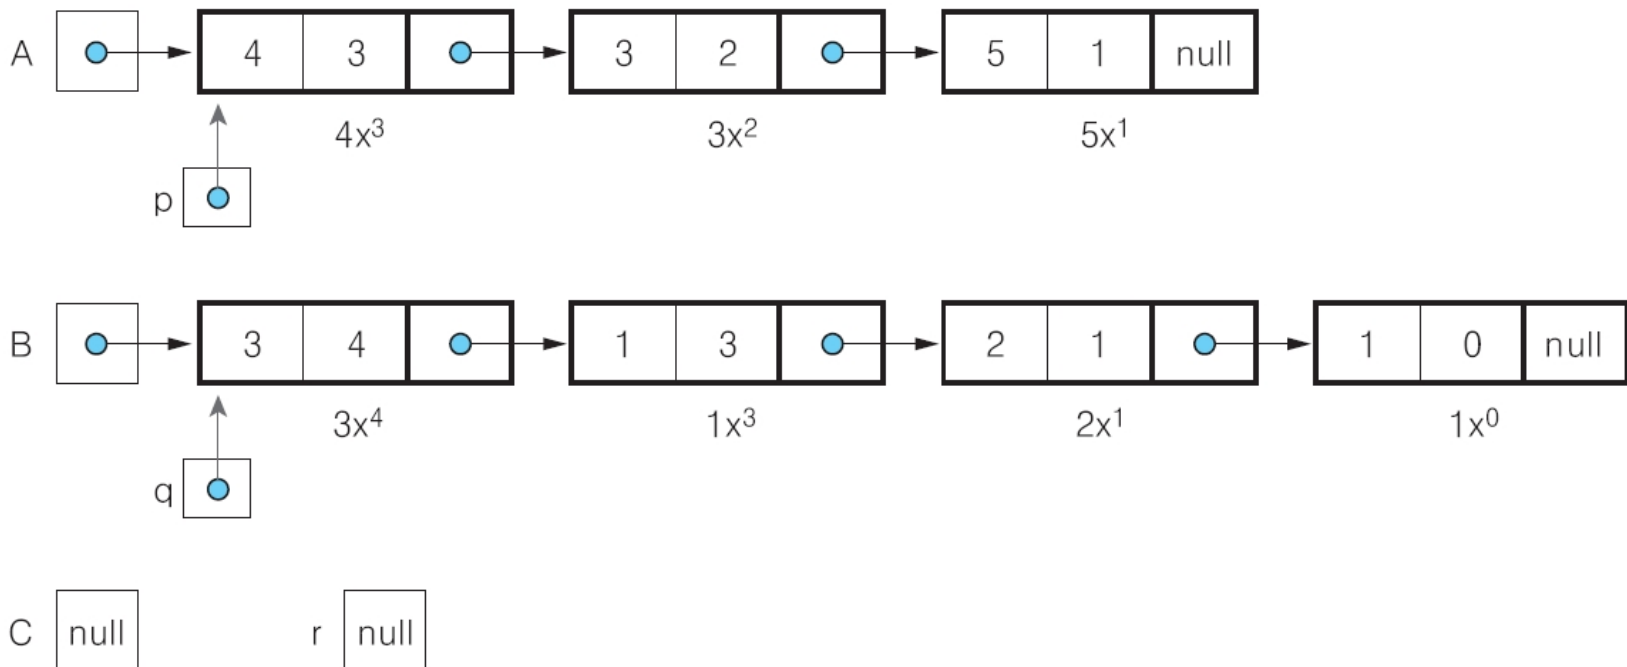 A 4 3 3 2 5 1 null
4x³ 3x² 5x¹
p
B 3 4 1 3 2 1 1 0 null
3x⁴ 1x³ 2x¹ 1x⁰
q
C null r null